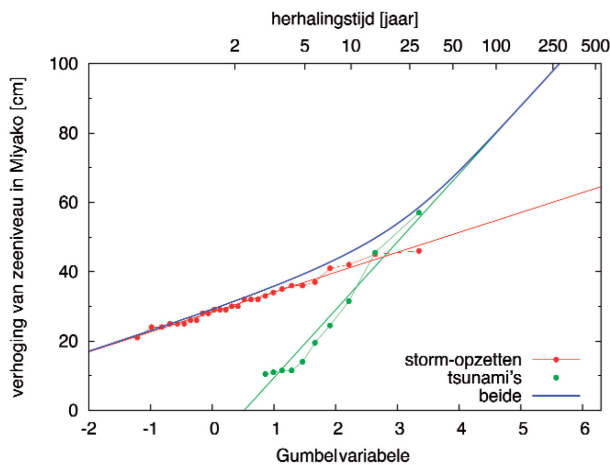 herhalingstijd [jaar]
2 5 10 25 50 100 250 500
verhoging van zeeniveau in Miyako [cm]
100
80
60
40
20
0
storm-opzetten
tsunami's
beide
-2 -1 0 1 2 3 4 5 6
Gumbelvariabele